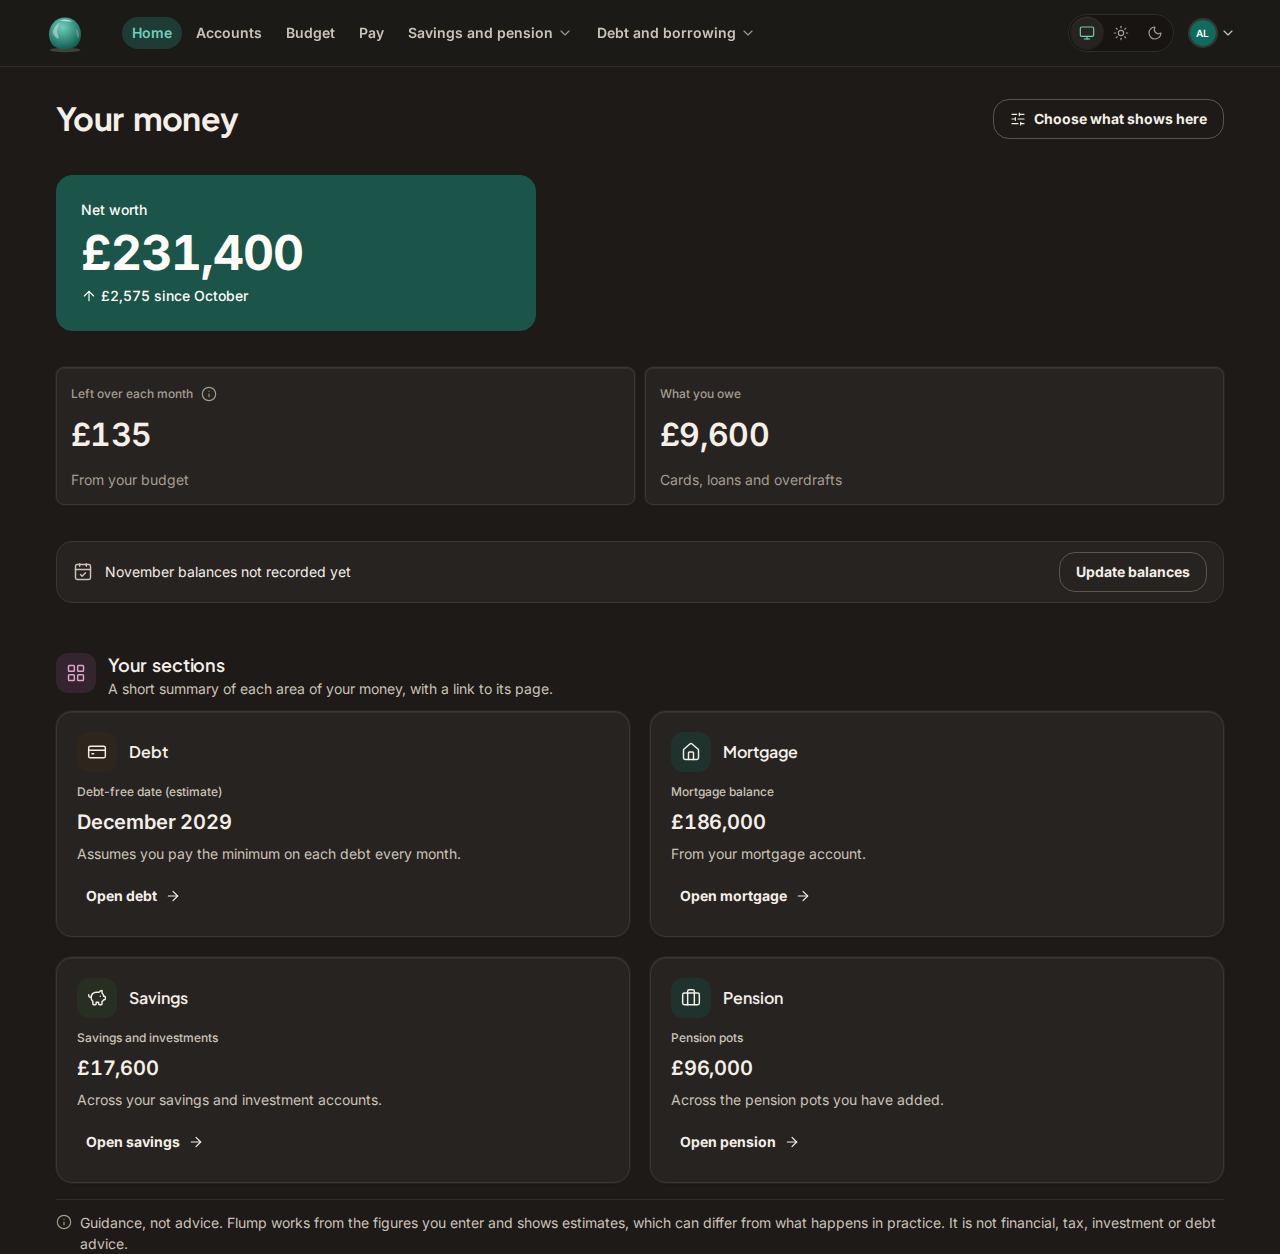 Home Accounts Budget Pay Savings and pension Debt and borrowing AL
Your money
Choose what shows here
Net worth
£231,400
£2,575 since October
Left over each month
£135
From your budget
What you owe
£9,600
Cards, loans and overdrafts
November balances not recorded yet
Update balances
Your sections
A short summary of each area of your money, with a link to its page.
Debt
Debt-free date (estimate)
December 2029
Assumes you pay the minimum on each debt every month.
Open debt
Mortgage
Mortgage balance
£186,000
From your mortgage account.
Open mortgage
Savings
Savings and investments
£17,600
Across your savings and investment accounts.
Open savings
Pension
Pension pots
£96,000
Across the pension pots you have added.
Open pension
Guidance, not advice. Flump works from the figures you enter and shows estimates, which can differ from what happens in practice. It is not financial, tax, investment or debt
advice.